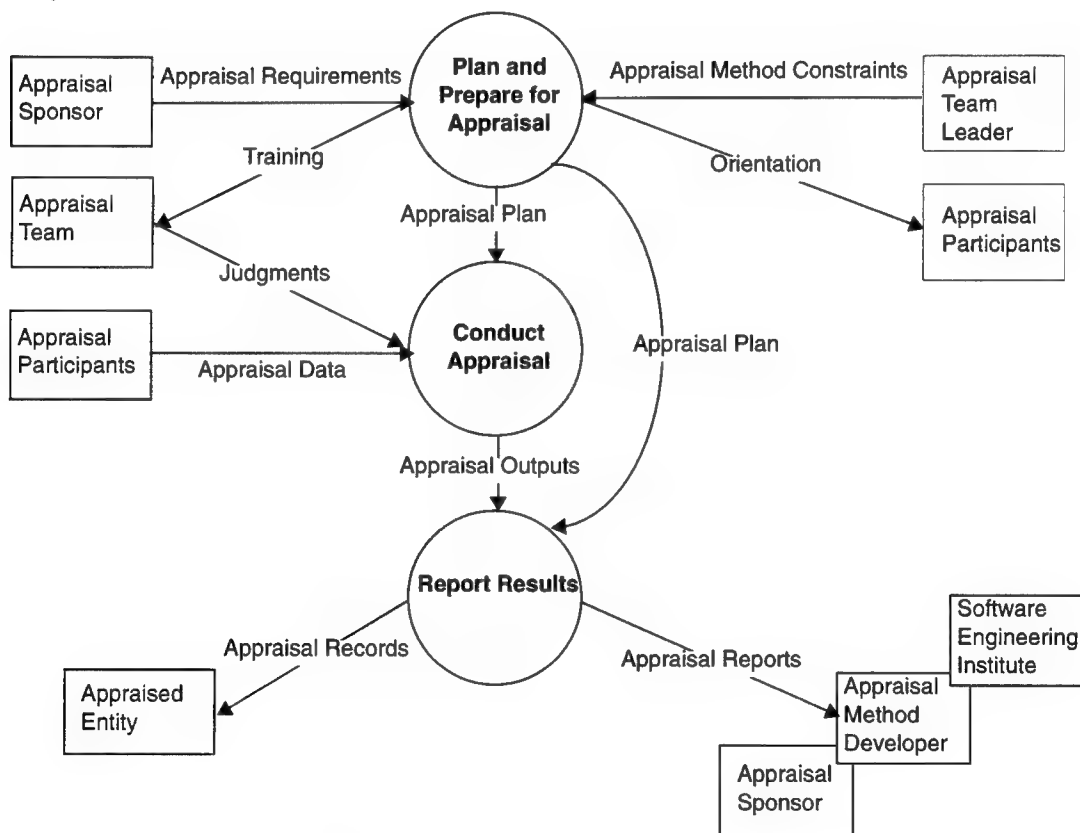 Appraisal
Sponsor
Appraisal Requirements
Plan and
Prepare for
Appraisal
Appraisal Method Constraints
Appraisal
Team
Leader
Training
Orientation
Appraisal
Team
Appraisal Plan
Appraisal
Participants
Judgments
Appraisal
Participants
Appraisal Data
Conduct
Appraisal
Appraisal Plan
Appraisal Outputs
Report Results
Appraisal Records
Appraisal Reports
Appraised
Entity
Software
Engineering
Institute
Appraisal
Method
Developer
Appraisal
Sponsor